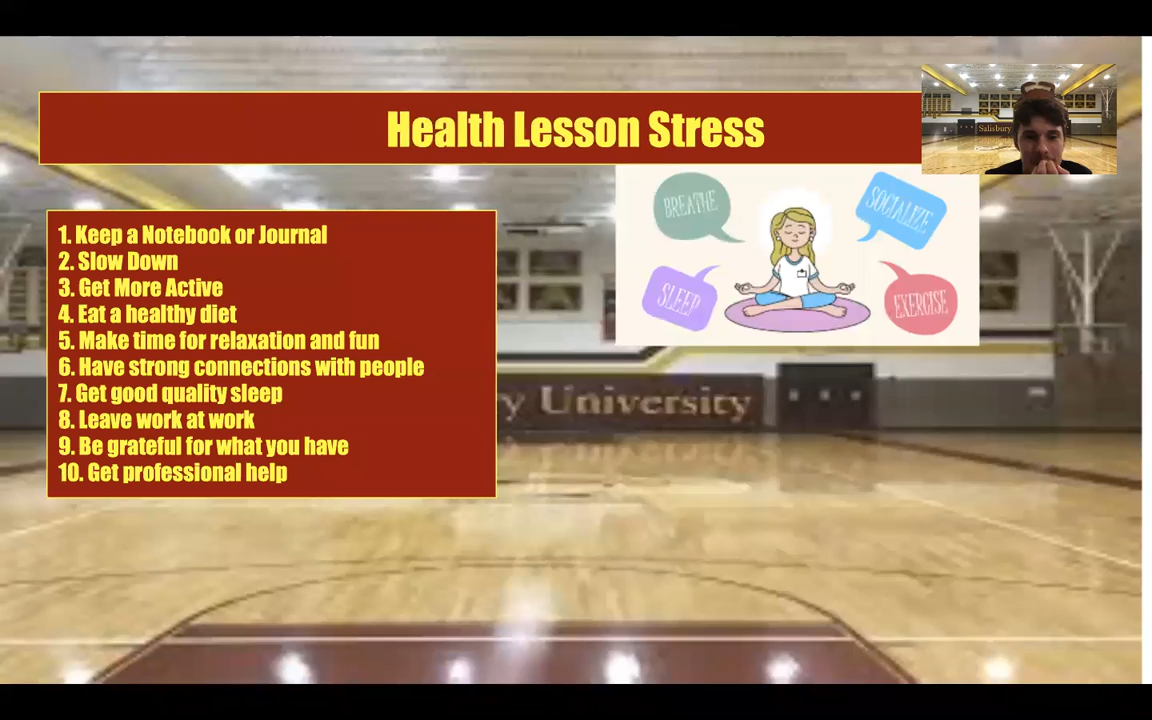 Health Lesson Stress
Salisbury
BREATHE
SOCIALIZE
SLEEP
EXERCISE
1. Keep a Notebook or Journal
2. Slow Down
3. Get More Active
4. Eat a healthy diet
5. Make time for relaxation and fun
6. Have strong connections with people
7. Get good quality sleep
8. Leave work at work
9. Be grateful for what you have
10. Get professional help
y University